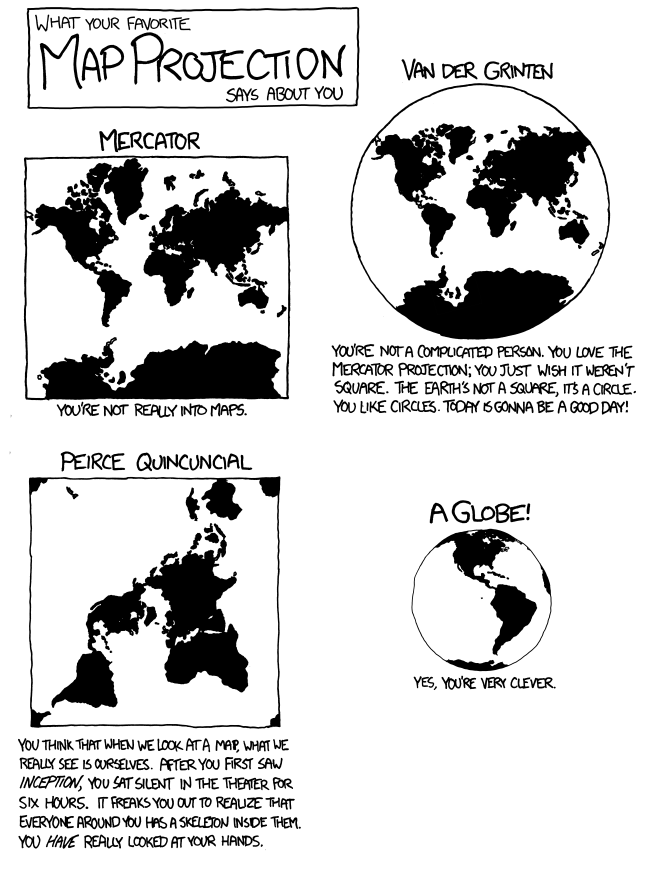 WHAT YOUR FAVORITE
MAP PROJECTION
SAYS ABOUT YOU
MERCATOR
YOU'RE NOT REALLY INTO MAPS.
VAN DER GRINTEN
YOU'RE NOT A COMPLICATED PERSON. YOU LOVE THE
MERCATOR PROJECTION; YOU JUST WISH IT WEREN'T
SQUARE. THE EARTH'S NOT A SQUARE, IT'S A CIRCLE.
YOU LIKE CIRCLES. TODAY IS GONNA BE A GOOD DAY!
PEIRCE QUINCUNCIAL
YOU THINK THAT WHEN WE LOOK AT A MAP, WHAT WE
REALLY SEE IS OURSELVES. AFTER YOU FIRST SAW
INCEPTION, YOU SAT SILENT IN THE THEATER FOR
SIX HOURS. IT FREAKS YOU OUT TO REALIZE THAT
EVERYONE AROUND YOU HAS A SKELETON INSIDE THEM.
YOU HAVE REALLY LOOKED AT YOUR HANDS.
A GLOBE!
YES, YOU'RE VERY CLEVER.